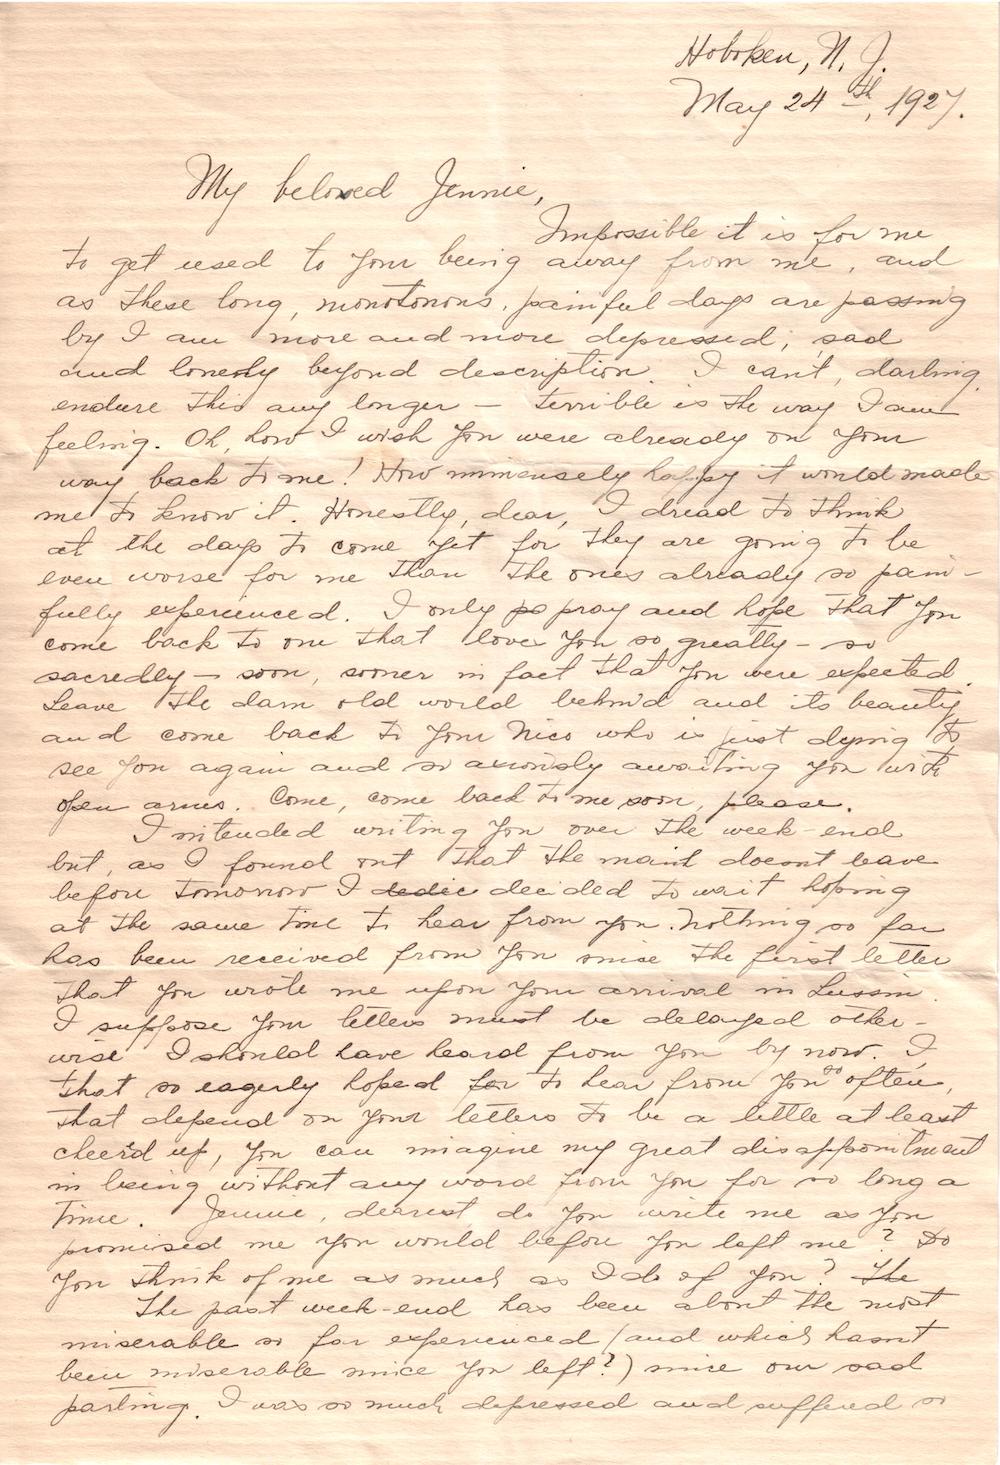 Hoboken, N. J.
May 24th, 1927.
My beloved Jennie,
Impossible it is for me
to get used to your being away from me, and
as these long, monotonous, painful days are passing
by I am more and more depressed, sad
and lonely beyond description. I can't, darling,
endure this any longer — terrible is the way I am
feeling. Oh, how I wish you were already on your
way back to me! How immensely happy it would made
me to know it. Honestly, dear, I dread to think
at the days to come yet for they are going to be
even worse for me than the ones already so pain-
fully experienced. I only pray and hope that you
come back to one that loves you so greatly — so
sacredly — soon, sooner in fact that you were expected.
Leave the darn old world behind and its beauty
and come back to your Nico who is just dying to
see you again and so axiously awaiting you with
open arms. Come, come back to me soon, please.
I intended writing you over the week-end
but, as I found out that the mail doesnt leave
before tomorrow I dedic decided to wait hoping
at the same time to hear from you. Nothing so far
has been received from you since the first letter
that you wrote me upon your arrival in Lussin.
I suppose your letters must be delayed other-
wise I should have heard from you by now. I
that so eagerly hoped for to hear from you so often,
that depend on your letters to be a little at least
cheer'd up, you can imagine my great disappointment
in being without any word from you for so long a
time. Jennie, dearest, do you write me as you
promised me you would before you left me? Do
you think of me as much as I do of you? The
The past week-end has been about the most
miserable so far experienced (and which hasn't
been miserable since you left?) since our sad
parting. I was so much depressed and suffered so